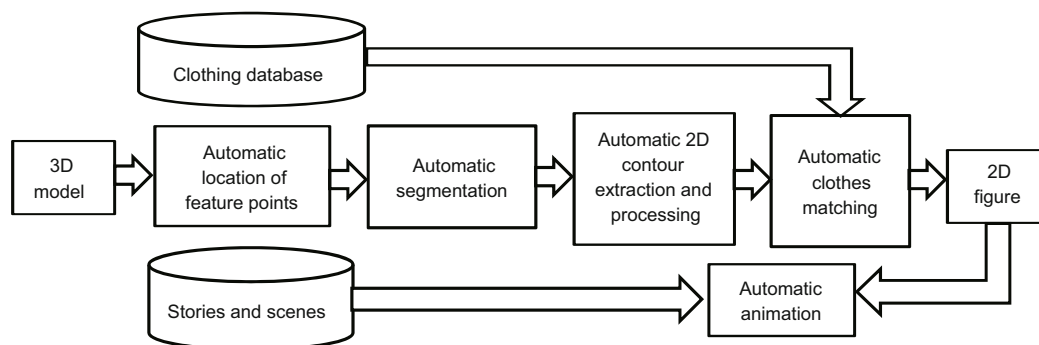 Clothing database
3D
model
Automatic
location of
feature points
Automatic
segmentation
Automatic 2D
contour
extraction and
processing
Automatic
clothes
matching
2D
figure
Stories and scenes
Automatic
animation